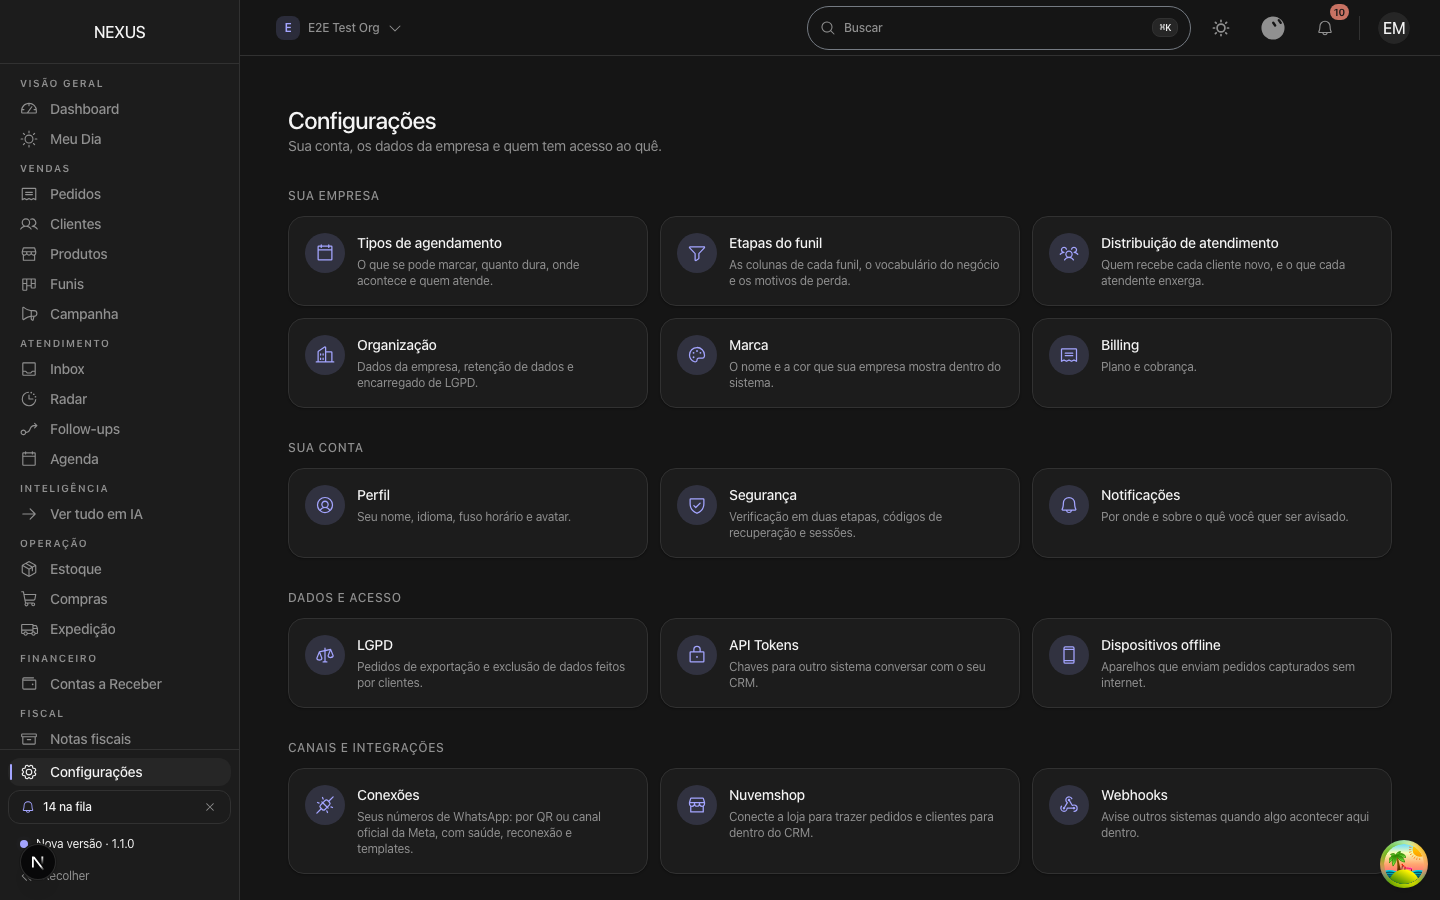 NEXUS
VISÃO GERAL
Dashboard
Meu Dia
VENDAS
Pedidos
Clientes
Produtos
Funis
Campanha
ATENDIMENTO
Inbox
Radar
Follow-ups
Agenda
INTELIGÊNCIA
Ver tudo em IA
OPERAÇÃO
Estoque
Compras
Expedição
FINANCEIRO
Contas a Receber
FISCAL
Notas fiscais
Configurações
14 na fila
Nova versão · 1.1.0
N
E
E2E Test Org
Buscar
⌘K
10
EM
Configurações
Sua conta, os dados da empresa e quem tem acesso ao quê.
SUA EMPRESA
Tipos de agendamento
O que se pode marcar, quanto dura, onde
acontece e quem atende.
Etapas do funil
As colunas de cada funil, o vocabulário do negócio
e os motivos de perda.
Distribuição de atendimento
Quem recebe cada cliente novo, e o que cada
atendente enxerga.
Organização
Dados da empresa, retenção de dados e
encarregado de LGPD.
Marca
O nome e a cor que sua empresa mostra dentro do
sistema.
Billing
Plano e cobrança.
SUA CONTA
Perfil
Seu nome, idioma, fuso horário e avatar.
Segurança
Verificação em duas etapas, códigos de
recuperação e sessões.
Notificações
Por onde e sobre o quê você quer ser avisado.
DADOS E ACESSO
LGPD
Pedidos de exportação e exclusão de dados feitos
por clientes.
API Tokens
Chaves para outro sistema conversar com o seu
CRM.
Dispositivos offline
Aparelhos que enviam pedidos capturados sem
internet.
CANAIS E INTEGRAÇÕES
Conexões
Seus números de WhatsApp: por QR ou canal
oficial da Meta, com saúde, reconexão e
templates.
Nuvemshop
Conecte a loja para trazer pedidos e clientes para
dentro do CRM.
Webhooks
Avise outros sistemas quando algo acontecer aqui
dentro.